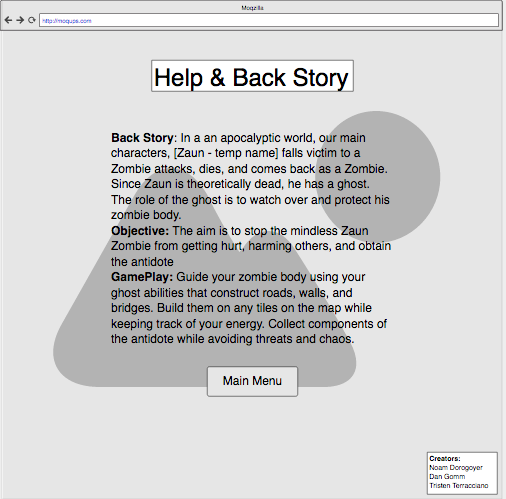 Moqzilla
http://moqups.com
Help & Back Story
Back Story: In a an apocalyptic world, our main
characters, [Zaun - temp name] falls victim to a
Zombie attacks, dies, and comes back as a Zombie.
Since Zaun is theoretically dead, he has a ghost.
The role of the ghost is to watch over and protect his
zombie body.
Objective: The aim is to stop the mindless Zaun
Zombie from getting hurt, harming others, and obtain
the antidote
GamePlay: Guide your zombie body using your
ghost abilities that construct roads, walls, and
bridges. Build them on any tiles on the map while
keeping track of your energy. Collect components of
the antidote while avoiding threats and chaos.
Main Menu
Creators:
Noam Dorogoyer
Dan Gomm
Tristen Terracciano